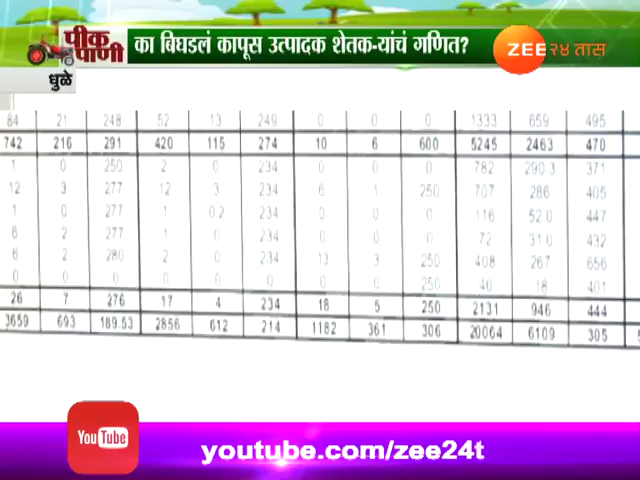 पीक पाणी
का बिघडलं कापूस उत्पादक शेतक-यांचं गणित?
ZEE २४ तास
धुळे
84 21 248 52 13 249 0 0 0 1333 659 495
742 216 291 420 115 274 10 6 600 5245 2463 470
1 0 250 2 0 234 0 0 0 782 290.3 371
12 3 277 12 3 234 6 1 250 707 286 405
1 0 277 1 0.2 234 0 0 0 116 52.0 447
6 2 277 1 0 234 0 0 0 72 31.0 432
6 2 280 2 0 234 13 3 250 408 267 656
0 0 0 0 0 0 0 0 250 46 18 401
26 7 276 17 4 234 18 5 250 2131 946 444
3659 693 189.53 2856 612 214 1182 361 306 20064 6109 305
YouTube
youtube.com/zee24t